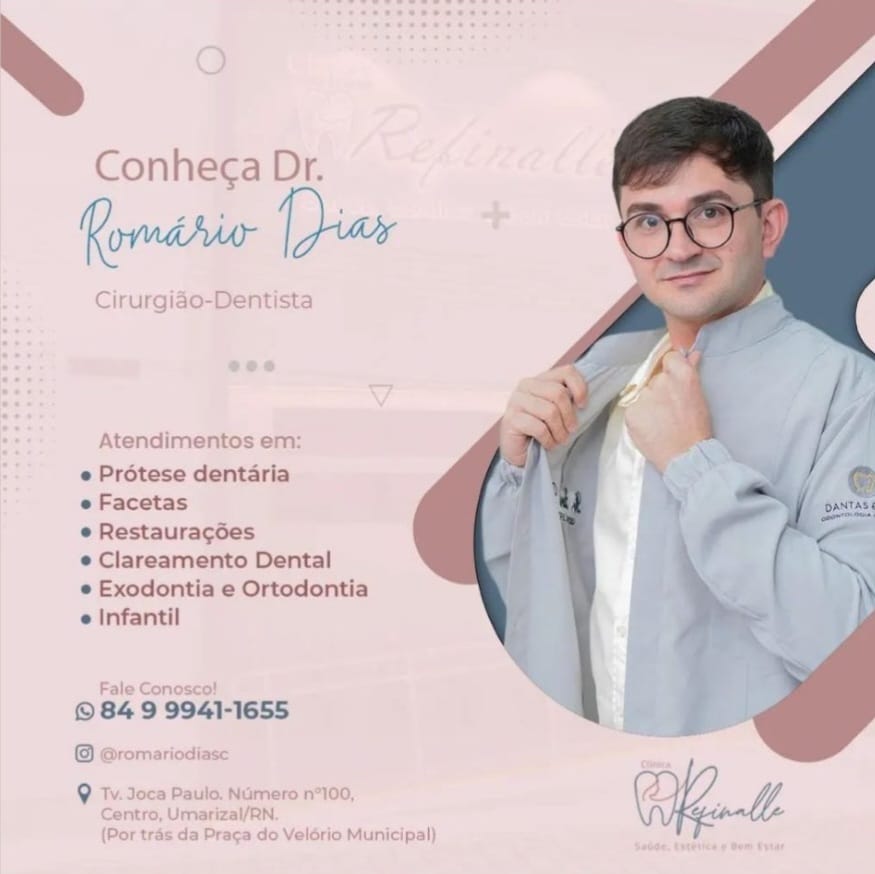 Refinalle
Conheça Dr.
Romário Dias
Cirurgião-Dentista
Atendimentos em:
• Prótese dentária
• Facetas
• Restaurações
• Clareamento Dental
• Exodontia e Ortodontia
• Infantil
Fale Conosco!
84 9 9941-1655
@romariodiasc
Tv. Joca Paulo. Número nº100,
Centro, Umarizal/RN.
(Por trás da Praça do Velório Municipal)
DANTAS
Clínica
Refinalle
Saúde, Estética e Bem Estar